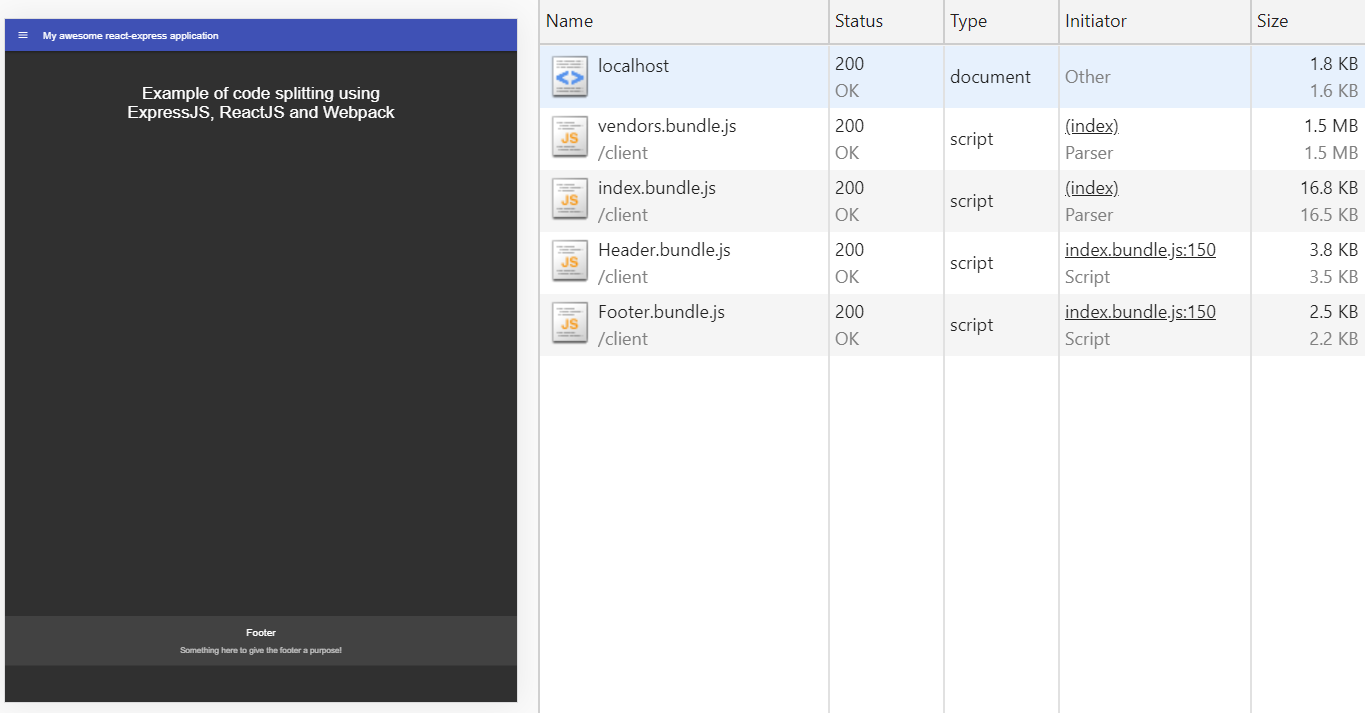 My awesome react-express application
Example of code splitting using
ExpressJS, ReactJS and Webpack
Footer
Something here to give the footer a purpose!
Name Status Type Initiator Size
localhost 200 OK document Other 1.8 KB 1.6 KB
vendors.bundle.js /client 200 OK script (index) Parser 1.5 MB 1.5 MB
index.bundle.js /client 200 OK script (index) Parser 16.8 KB 16.5 KB
Header.bundle.js /client 200 OK script index.bundle.js:150 Script 3.8 KB 3.5 KB
Footer.bundle.js /client 200 OK script index.bundle.js:150 Script 2.5 KB 2.2 KB